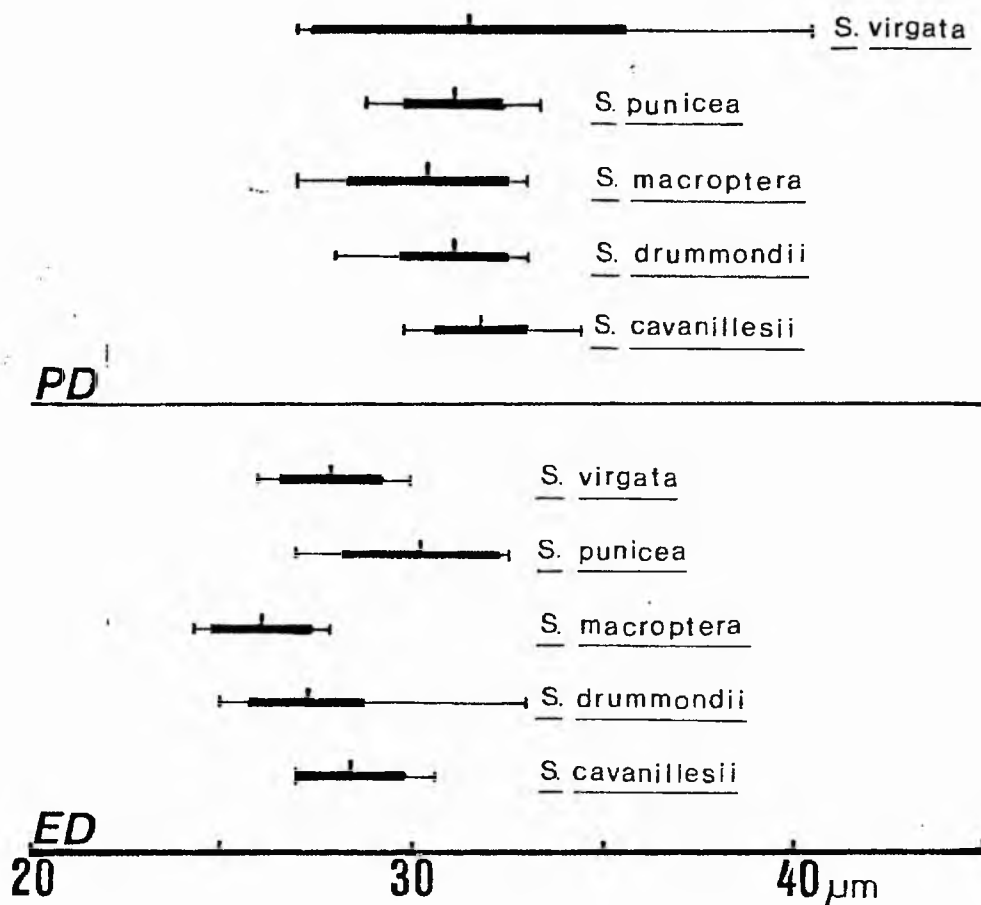 S. virgata
S. punicea
S. macroptera
S. drummondii
S. cavanillesii
PD
S. virgata
S. punicea
S. macroptera
S. drummondii
S. cavanillesii
ED
20 30 40 µm